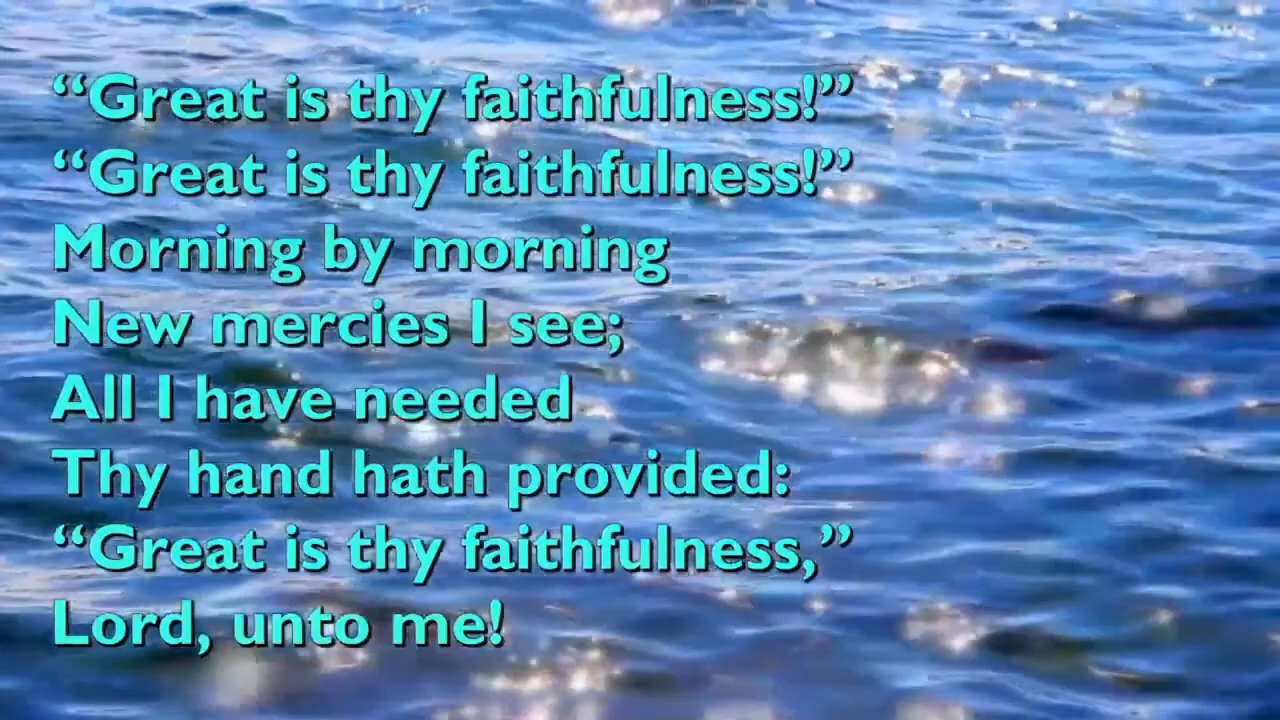 “Great is thy faithfulness!”
“Great is thy faithfulness!”
Morning by morning
New mercies I see;
All I have needed
Thy hand hath provided:
“Great is thy faithfulness,”
Lord, unto me!